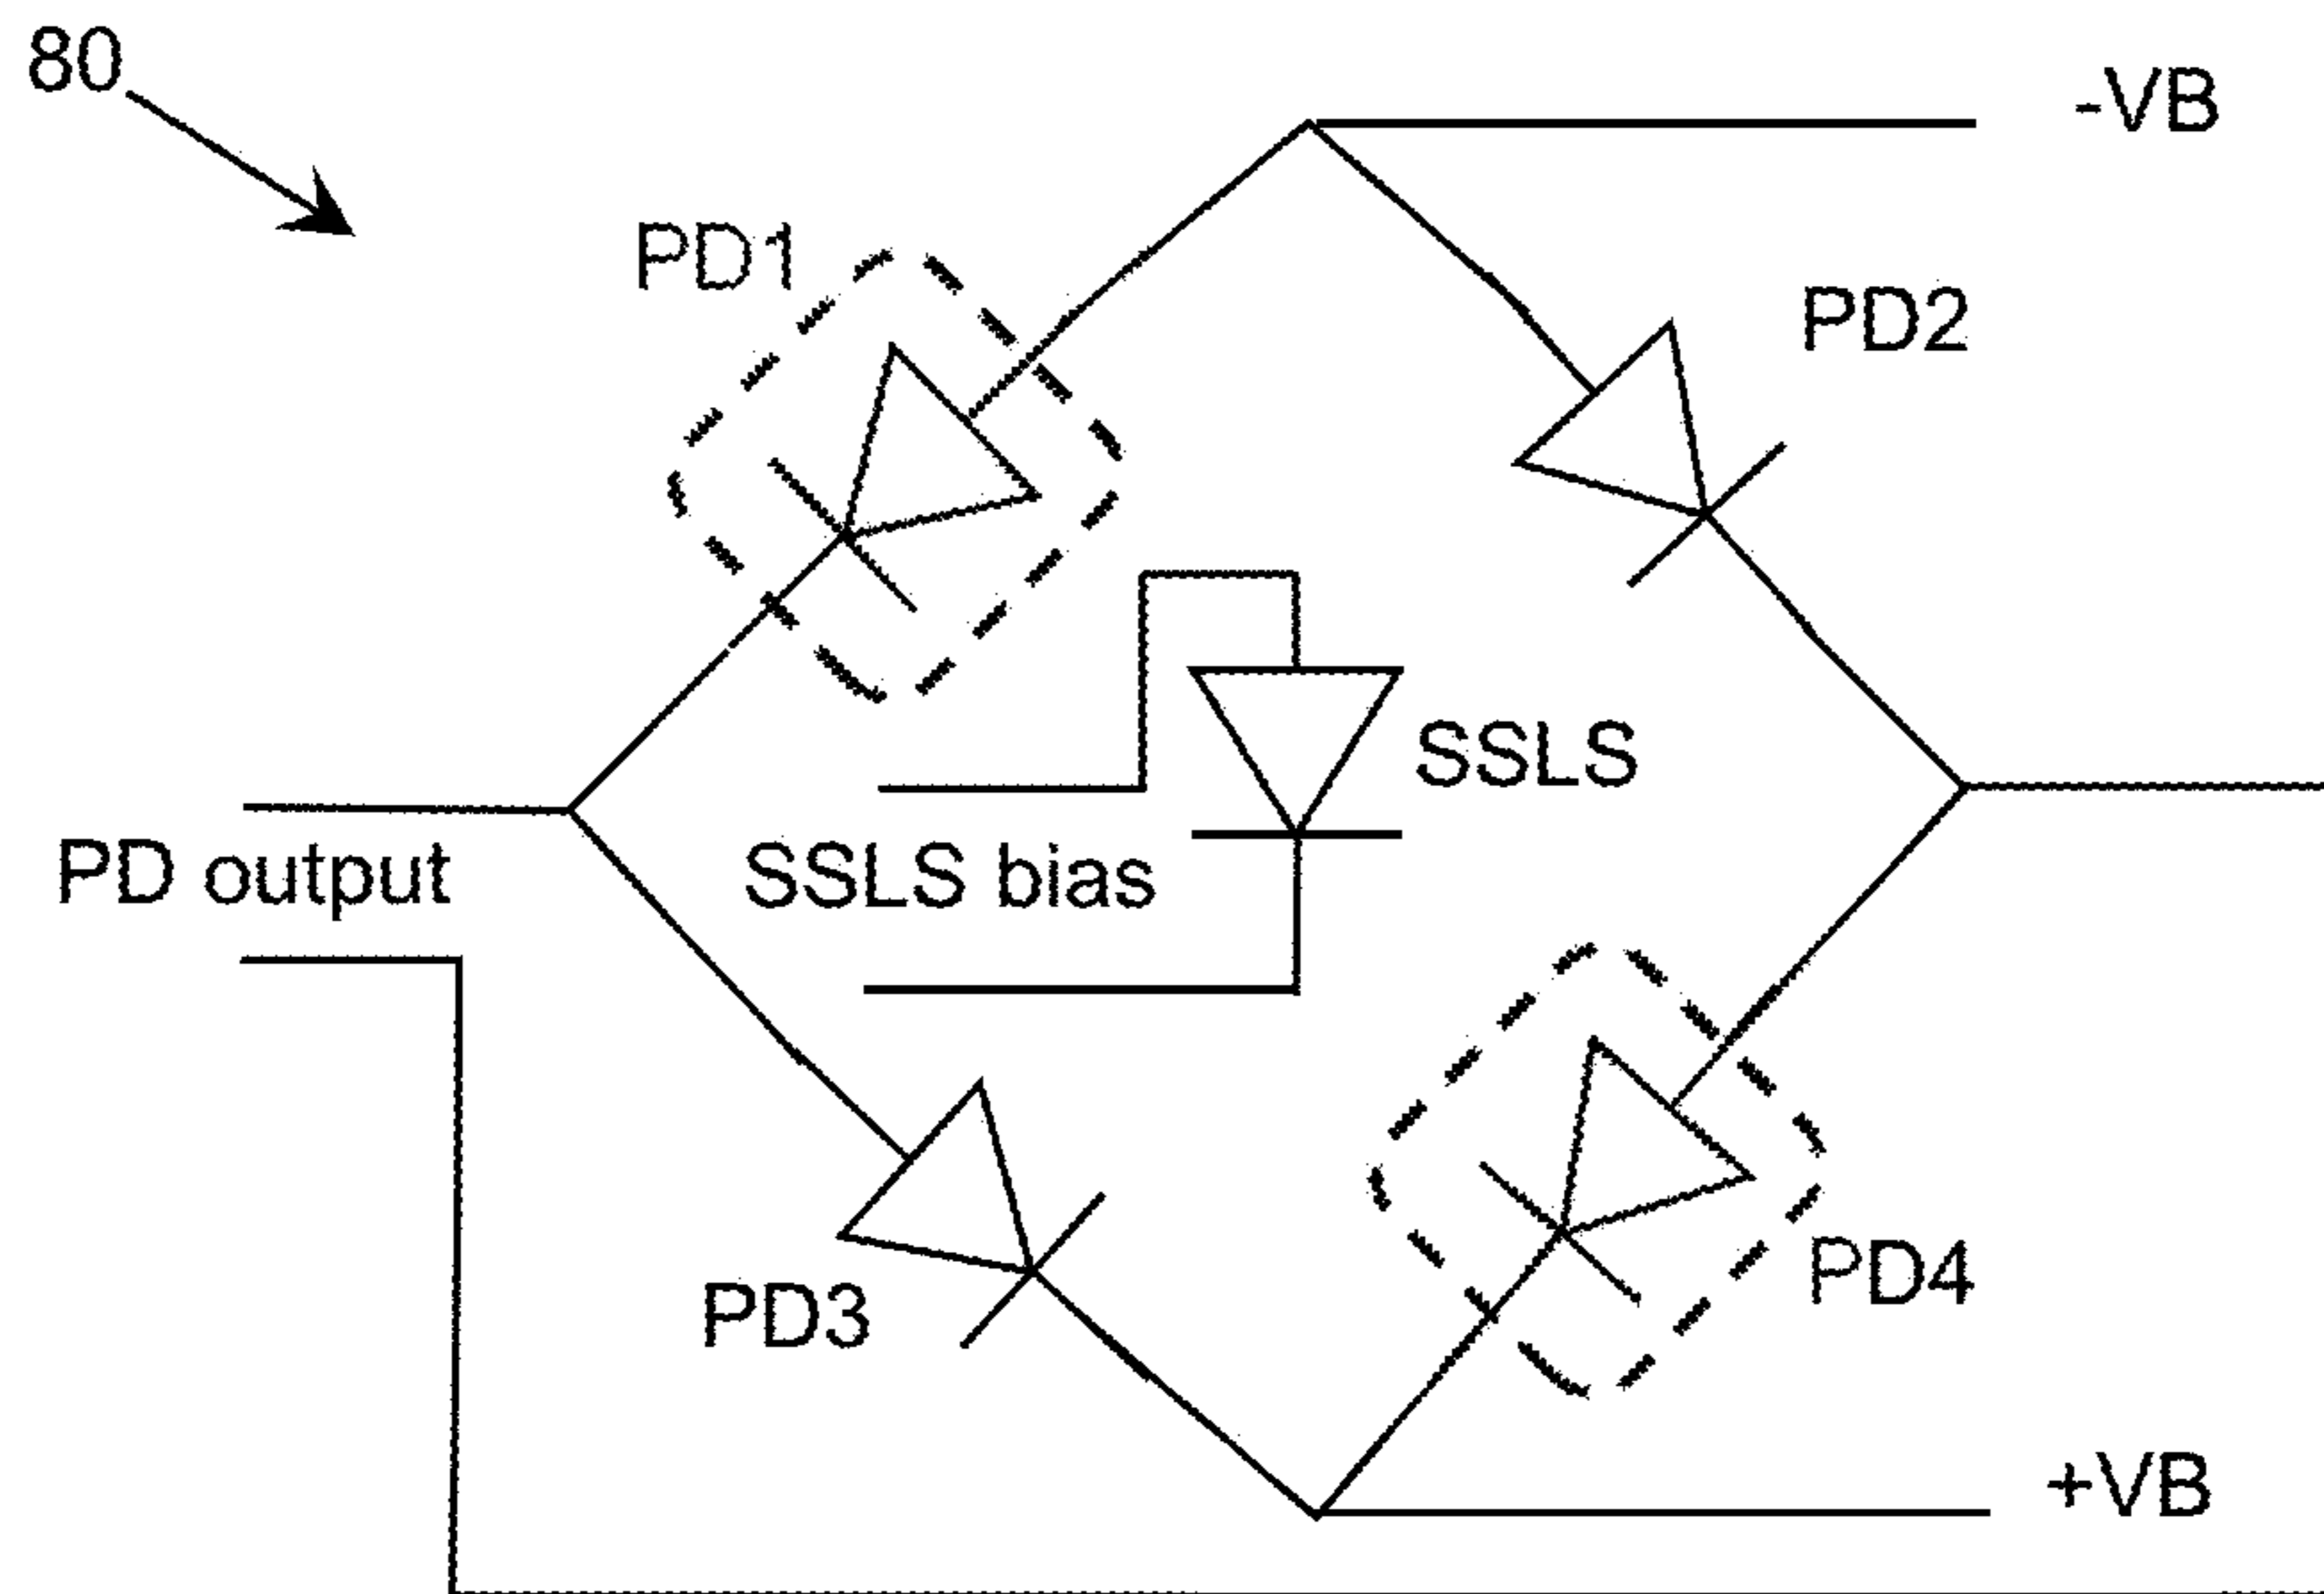 80
-VB
PD1
PD2
SSLS
PD output
SSLS bias
PD4
PD3
+VB